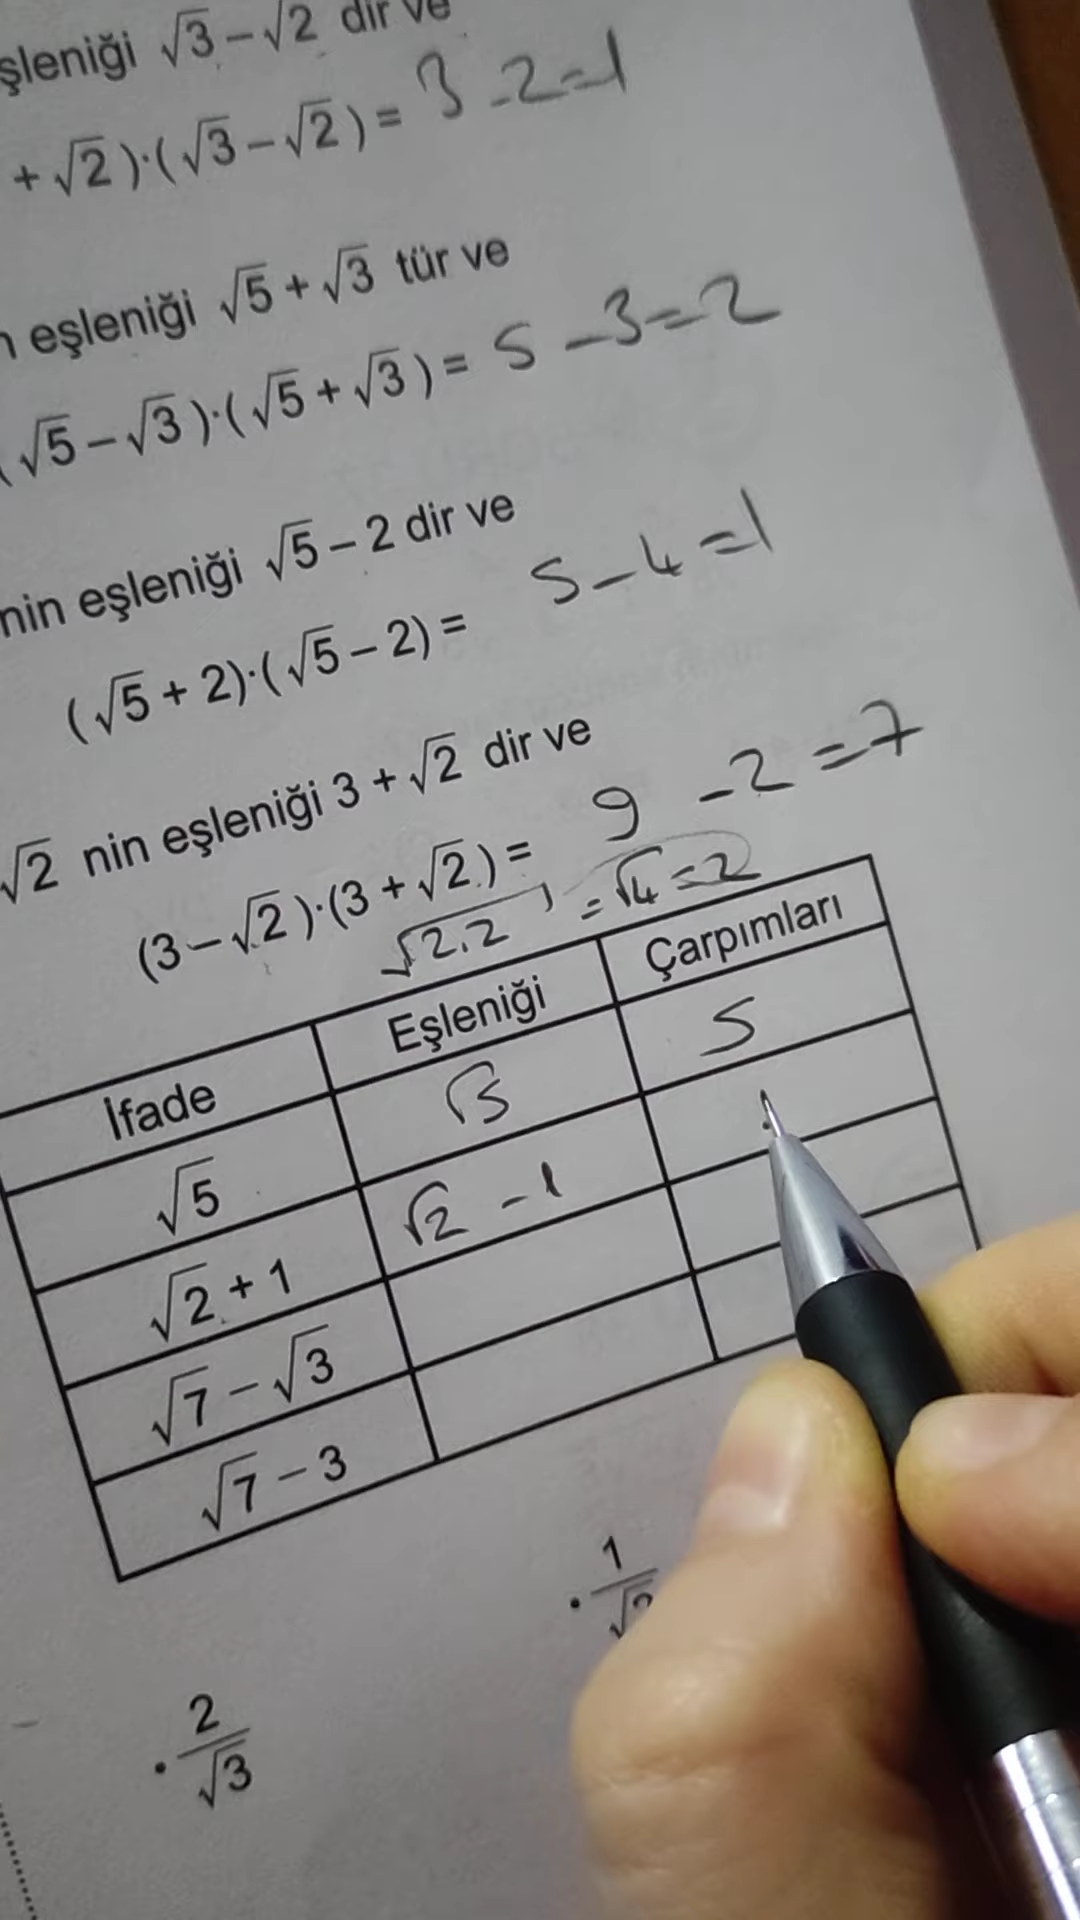 şleniği √3 − √2 dir ve
+ √2)·(√3 − √2) = 3 - 2 = 1
eşleniği √5 + √3 tür ve
(√5 − √3)·(√5 + √3) = 5 - 3 = 2
nin eşleniği √5 − 2 dir ve
(√5 + 2)·(√5 − 2) = 5 - 4 = 1
√2 nin eşleniği 3 + √2 dir ve
(3 − √2)·(3 + √2) = 9 - 2 = 7
√2.2 = √4 = 2
İfade Eşleniği Çarpımları
√5 √5 5
√2 + 1 √2 - 1
√7 − √3
√7 − 3
· 1/√
· 2/√3